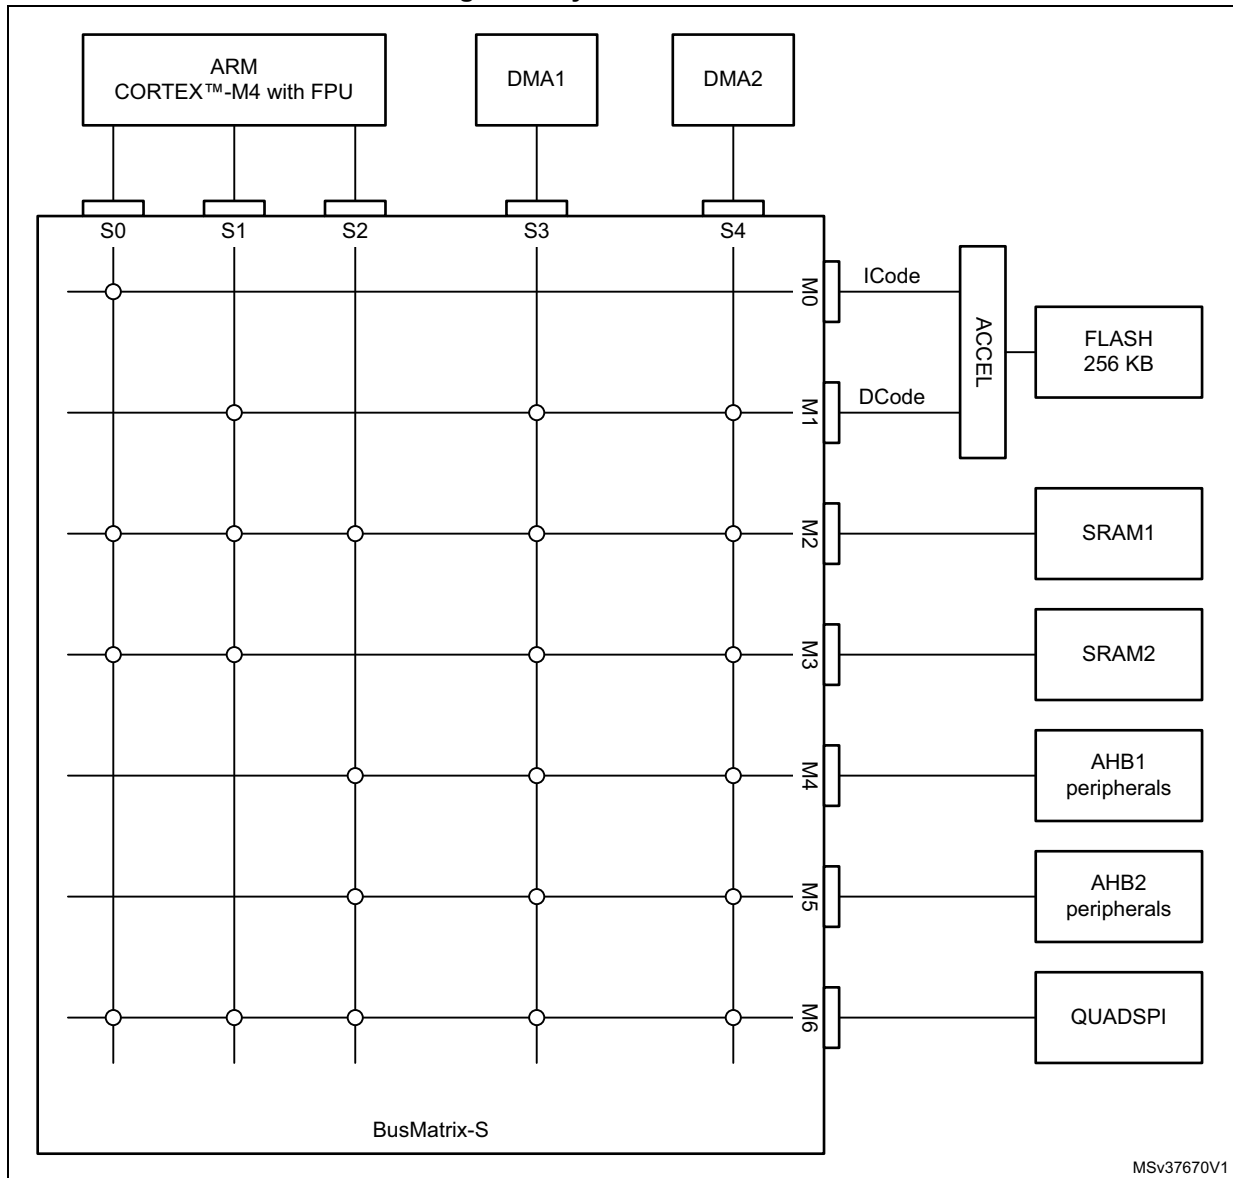 ARM
CORTEX™-M4 with FPU
DMA1
DMA2
S0
S1
S2
S3
S4
M0
ICode
ACCEL
FLASH
256 KB
M1
DCode
M2
SRAM1
M3
SRAM2
M4
AHB1
peripherals
M5
AHB2
peripherals
M6
QUADSPI
BusMatrix-S
MSv37670V1